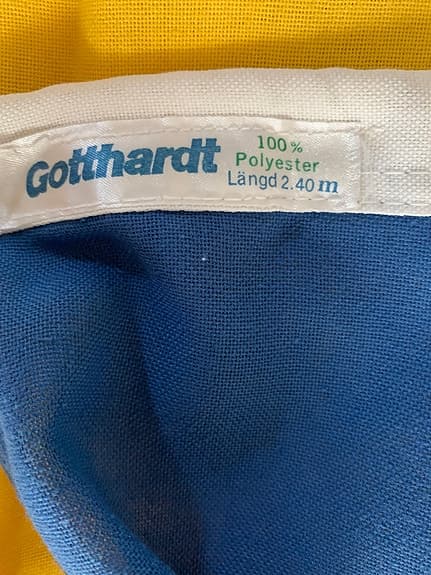 Gotthardt
100%
Polyester
Längd 2.40 m